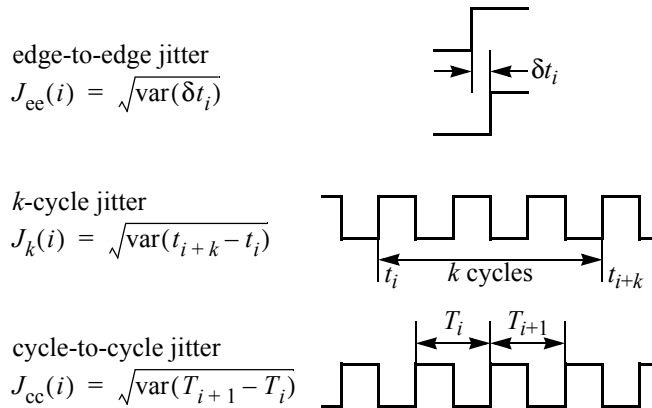 edge-to-edge jitter
J_ee(i) = √var(δt_i)
δt_i
k-cycle jitter
J_k(i) = √var(t_{i+k} – t_i)
t_i
k cycles
t_{i+k}
cycle-to-cycle jitter
J_cc(i) = √var(T_{i+1} – T_i)
T_i
T_{i+1}